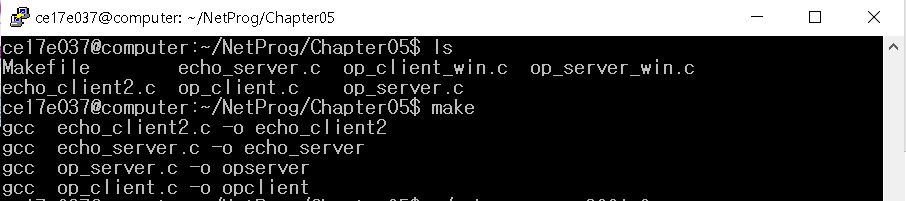 ce17e037@computer: ~/NetProg/Chapter05
ce17e037@computer:~/NetProg/Chapter05$ ls
Makefile echo_server.c op_client_win.c op_server_win.c
echo_client2.c op_client.c op_server.c
ce17e037@computer:~/NetProg/Chapter05$ make
gcc echo_client2.c -o echo_client2
gcc echo_server.c -o echo_server
gcc op_server.c -o opserver
gcc op_client.c -o opclient